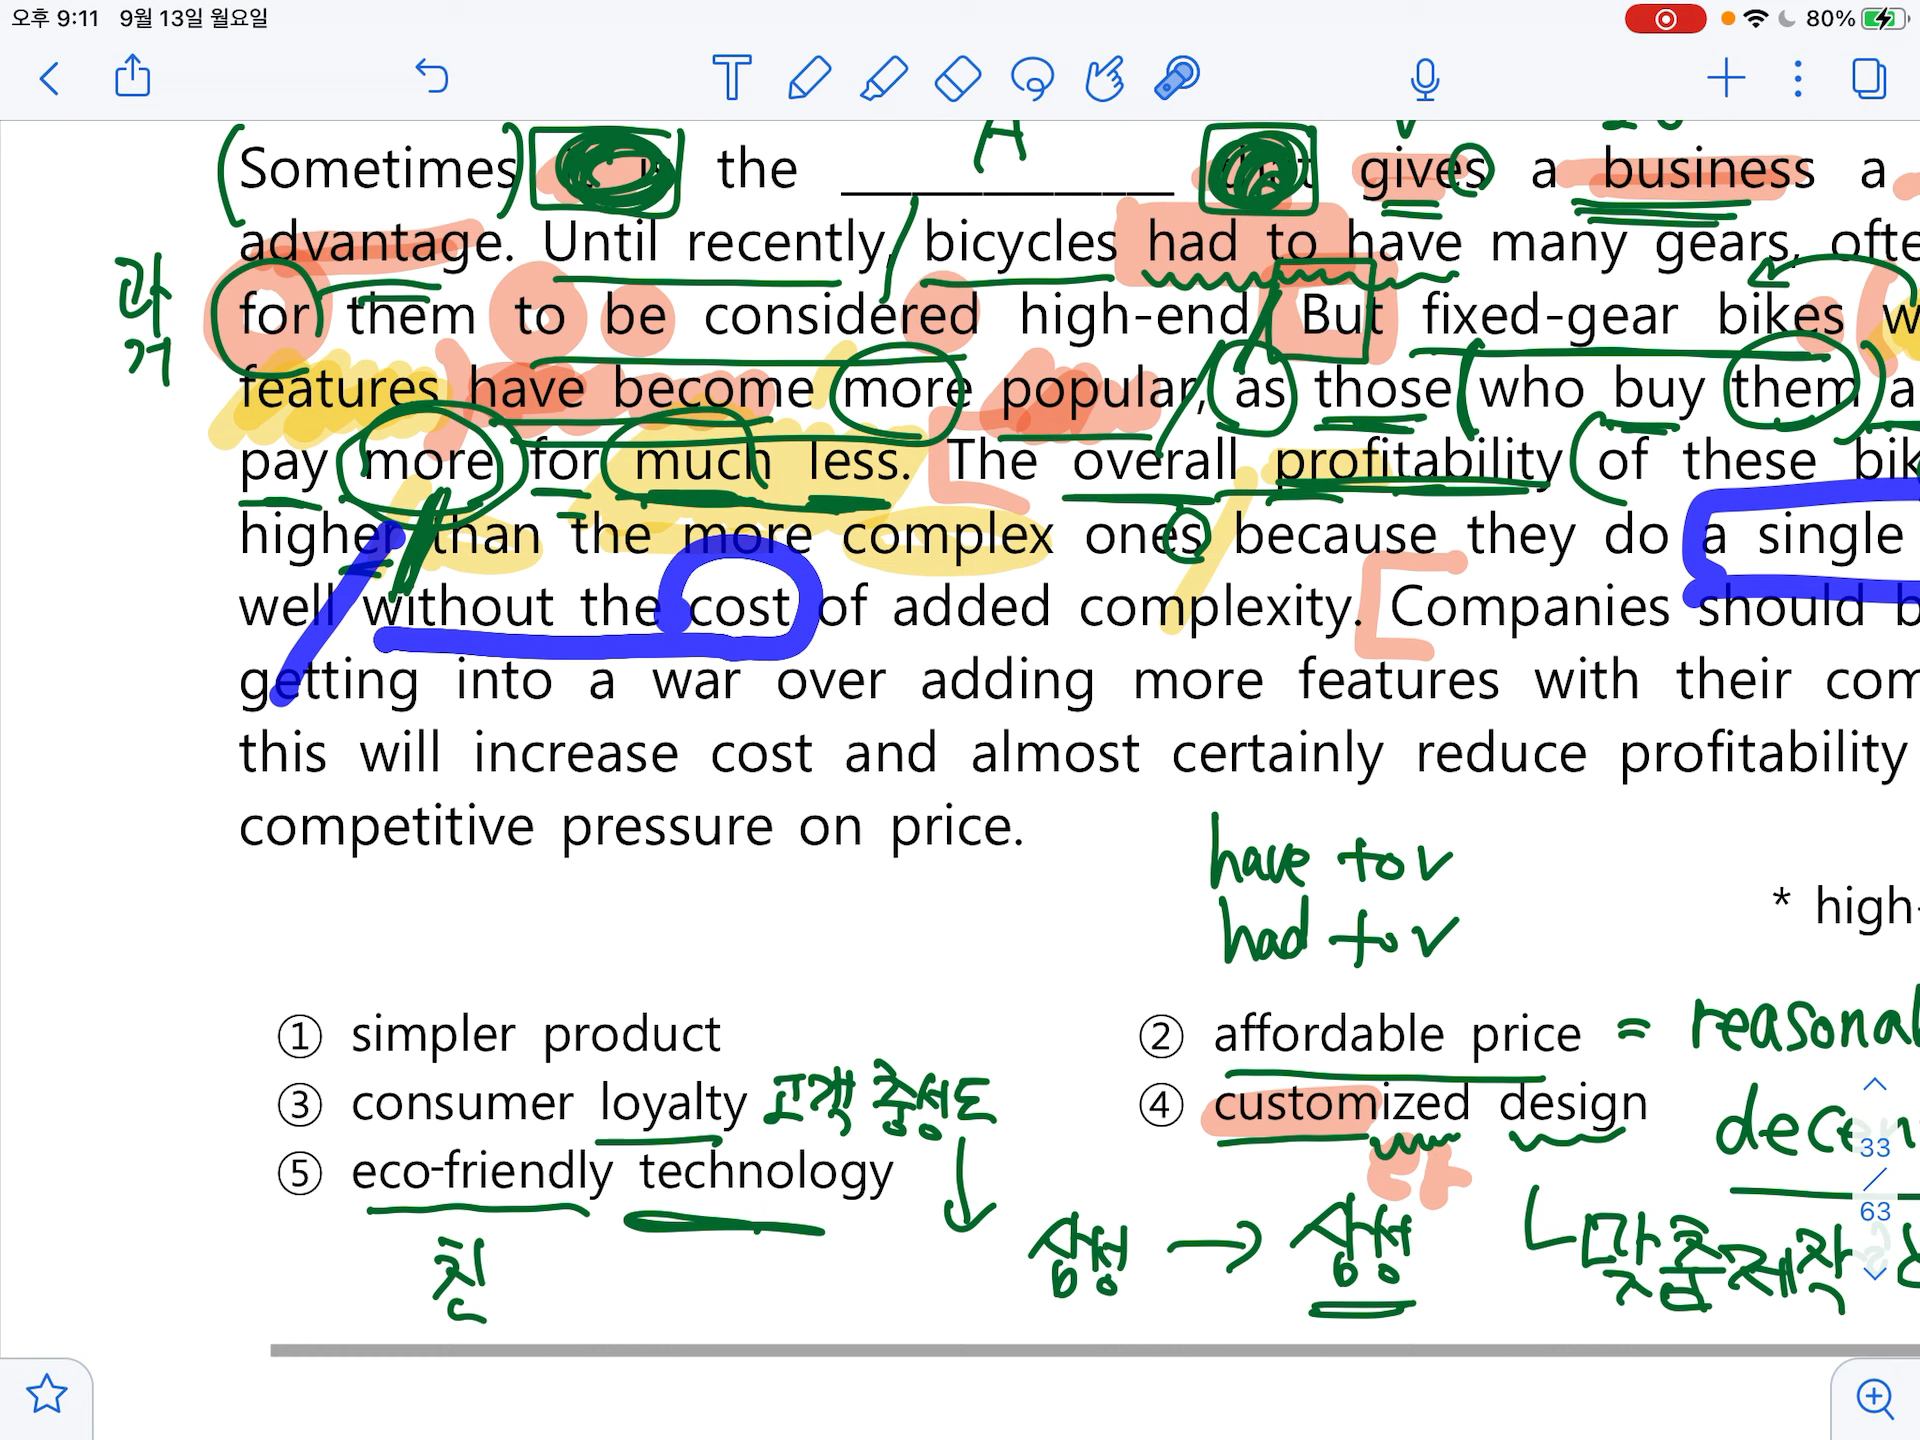 오후 9:11 9월 13일 월요일 80%
A
Sometimes the ______ gives a business a
advantage. Until recently, bicycles had to have many gears, ofte
과거
for them to be considered high-end. But fixed-gear bikes w
features have become more popular, as those who buy them a
pay more for much less. The overall profitability of these bik
higher than the more complex ones because they do a single
well without the cost of added complexity. Companies should b
getting into a war over adding more features with their com
this will increase cost and almost certainly reduce profitability
competitive pressure on price.
have to v
had to v
* high-
① simpler product ② affordable price = reasonal
③ consumer loyalty 고객 충성도 ④ customized design
⑤ eco-friendly technology
33
63
친 삼성 → 삼성 맞춤제작